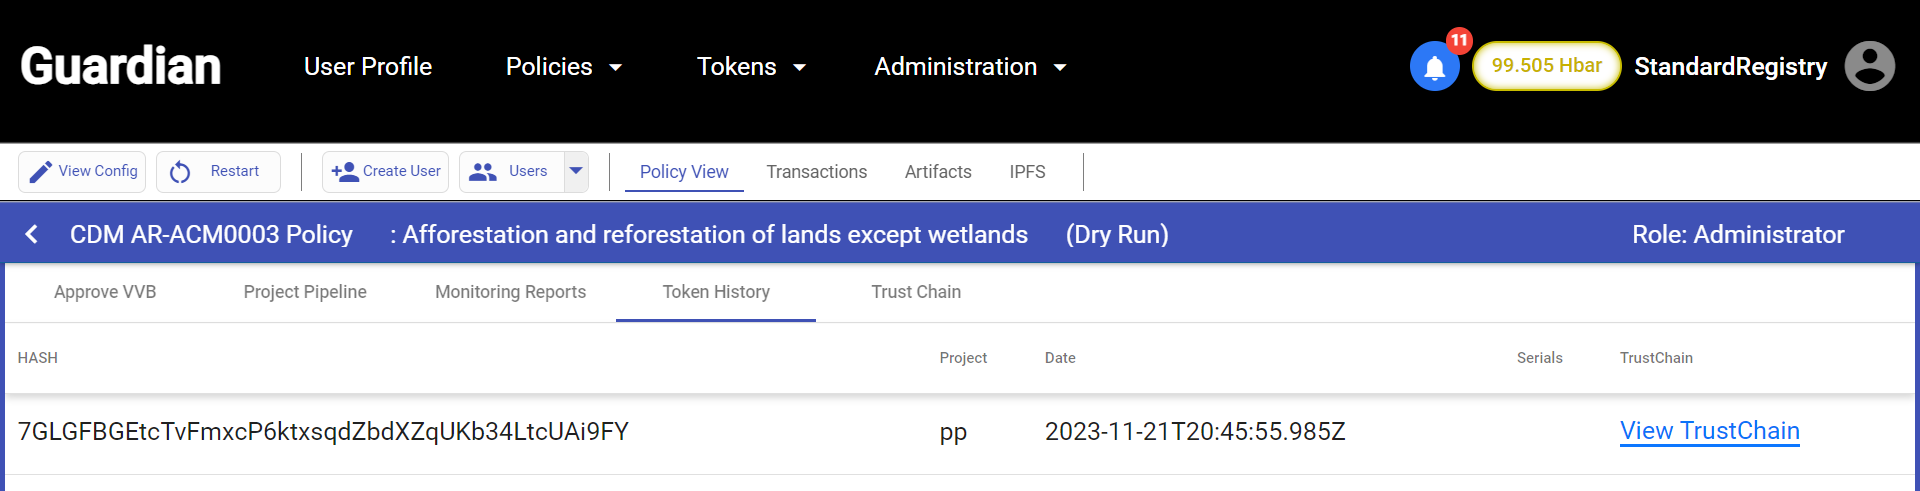 Guardian User Profile Policies Tokens Administration 11 99.505 Hbar StandardRegistry
View Config Restart Create User Users Policy View Transactions Artifacts IPFS
CDM AR-ACM0003 Policy : Afforestation and reforestation of lands except wetlands (Dry Run) Role: Administrator
Approve VVB Project Pipeline Monitoring Reports Token History Trust Chain
HASH Project Date Serials TrustChain
7GLGFBGEtcTvFmxcP6ktxsqdZbdXZqUKb34LtcUAi9FY pp 2023-11-21T20:45:55.985Z View TrustChain